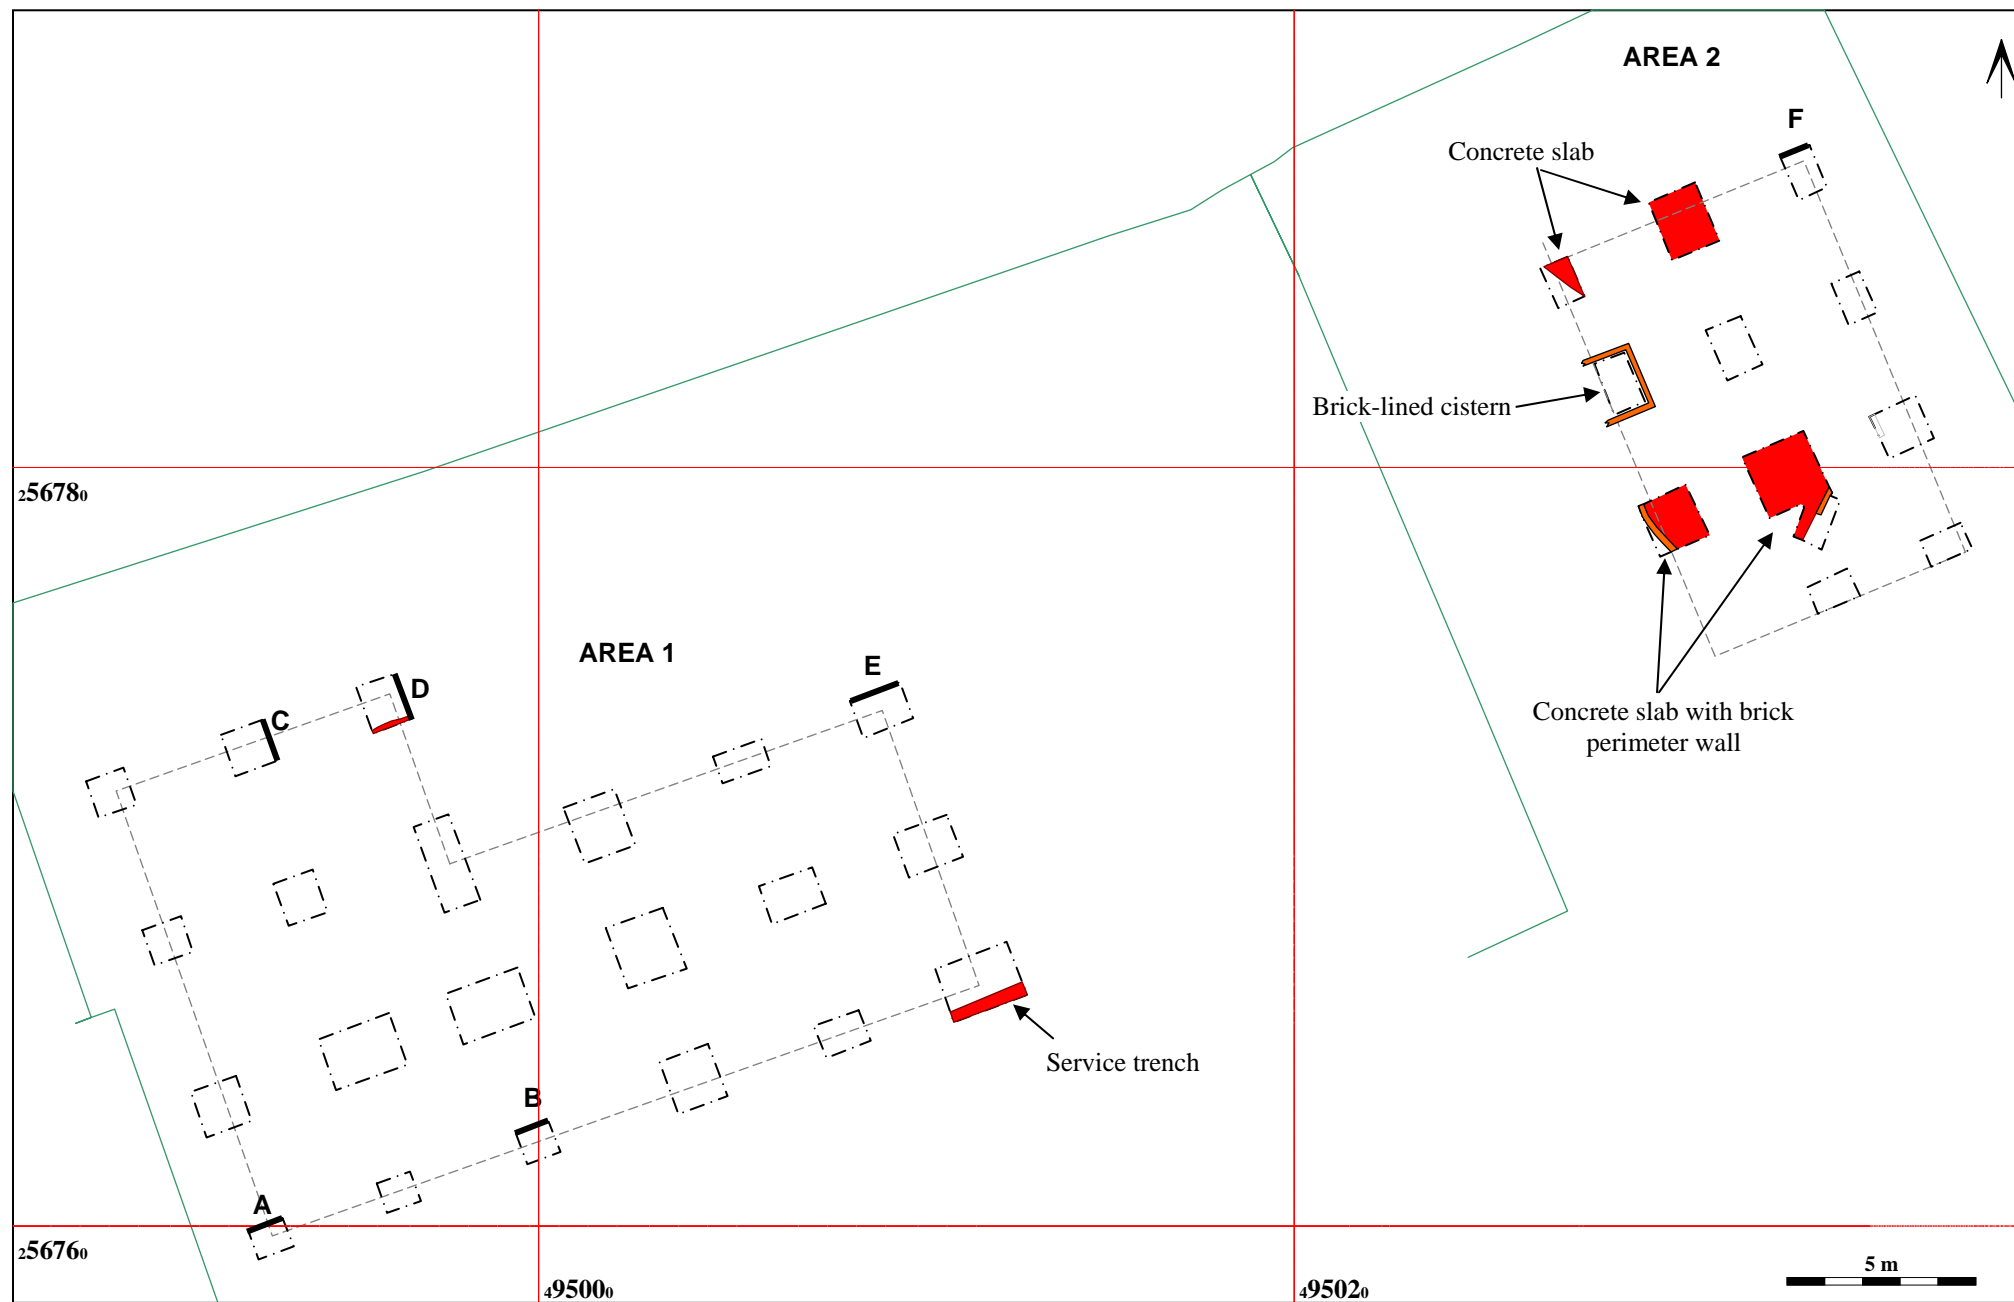 AREA 2
F
Concrete slab
Brick-lined cistern
256780
AREA 1
E
D
C
Concrete slab with brick
perimeter wall
Service trench
B
A
256760
5 m
495000
495020